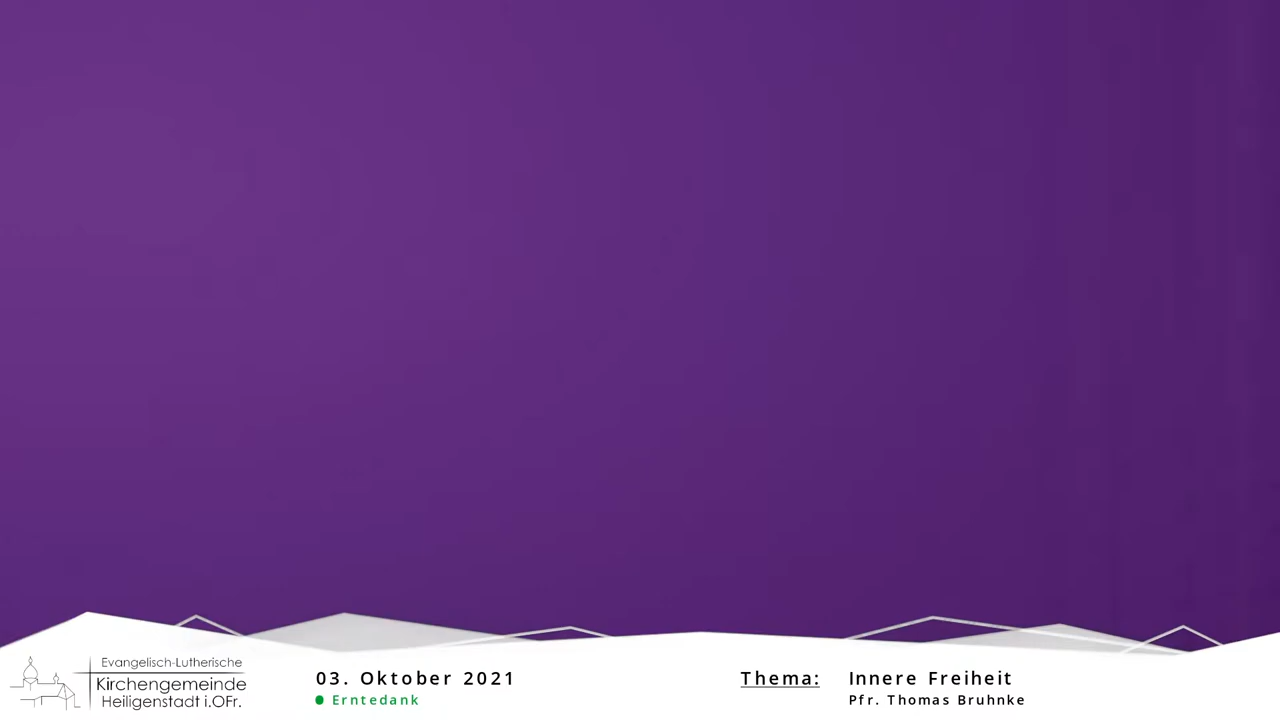 Evangelisch-Lutherische
Kirchengemeinde
Heiligenstadt i.OFr.
03. Oktober 2021
Erntedank
Thema: Innere Freiheit
Pfr. Thomas Bruhnke